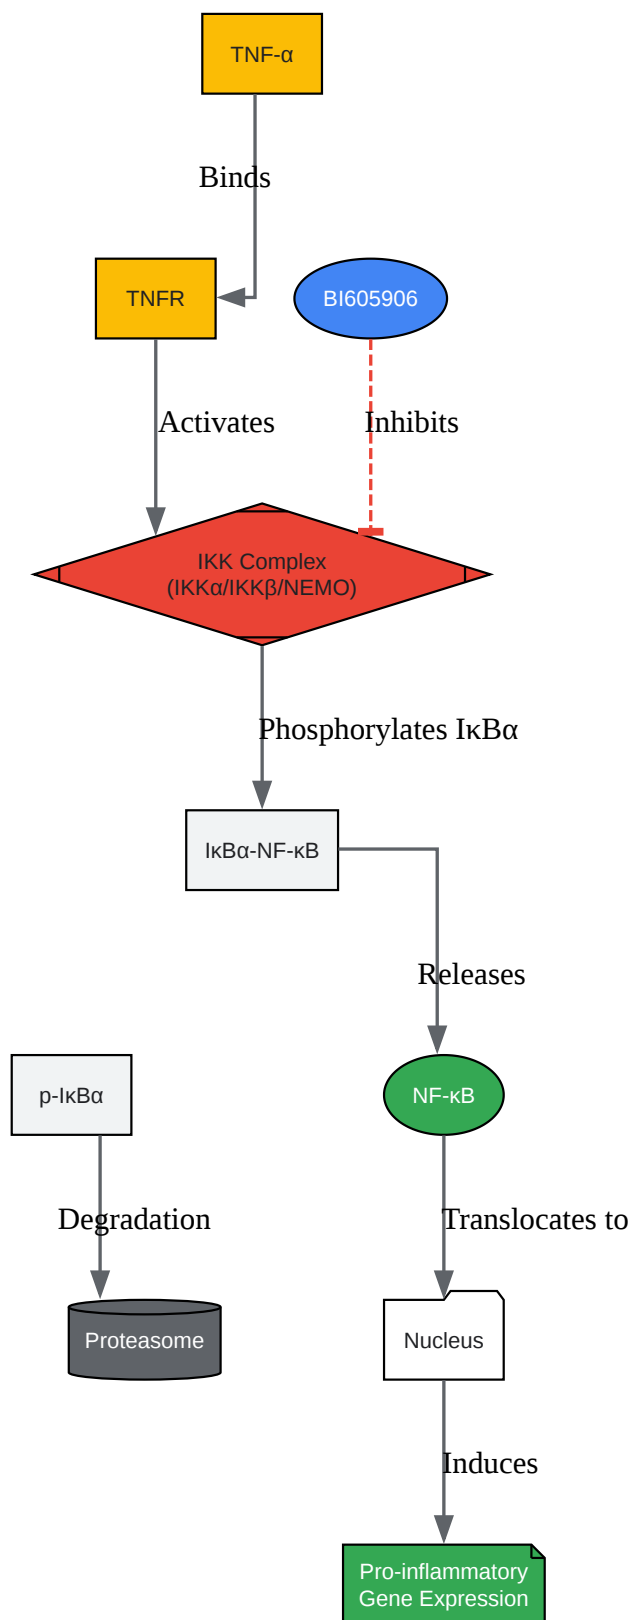 TNF-α
Binds
TNFR
BI605906
Activates
Inhibits
IKK Complex
(IKKα/IKKβ/NEMO)
Phosphorylates IκBα
IκBα-NF-κB
Releases
p-IκBα
NF-κB
Degradation
Translocates to
Proteasome
Nucleus
Induces
Pro-inflammatory
Gene Expression